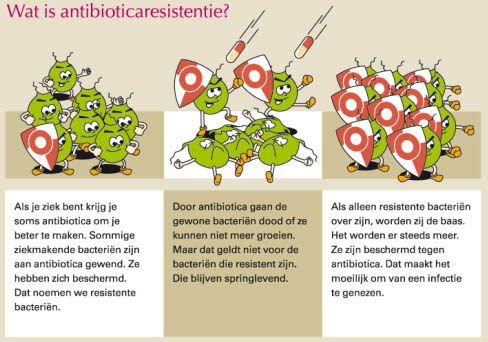 Wat is antibioticaresistentie?
Als je ziek bent krijg je
soms antibiotica om je
beter te maken. Sommige
ziekmakende bacteriën zijn
aan antibiotica gewend. Ze
hebben zich beschermd.
Dat noemen we resistente
bacteriën.
Door antibiotica gaan de
gewone bacteriën dood of ze
kunnen niet meer groeien.
Maar dat geldt niet voor de
bacteriën die resistent zijn.
Die blijven springlevend.
Als alleen resistente bacteriën
over zijn, worden zij de baas.
Het worden er steeds meer.
Ze zijn beschermd tegen
antibiotica. Dat maakt het
moeilijk om van een infectie
te genezen.